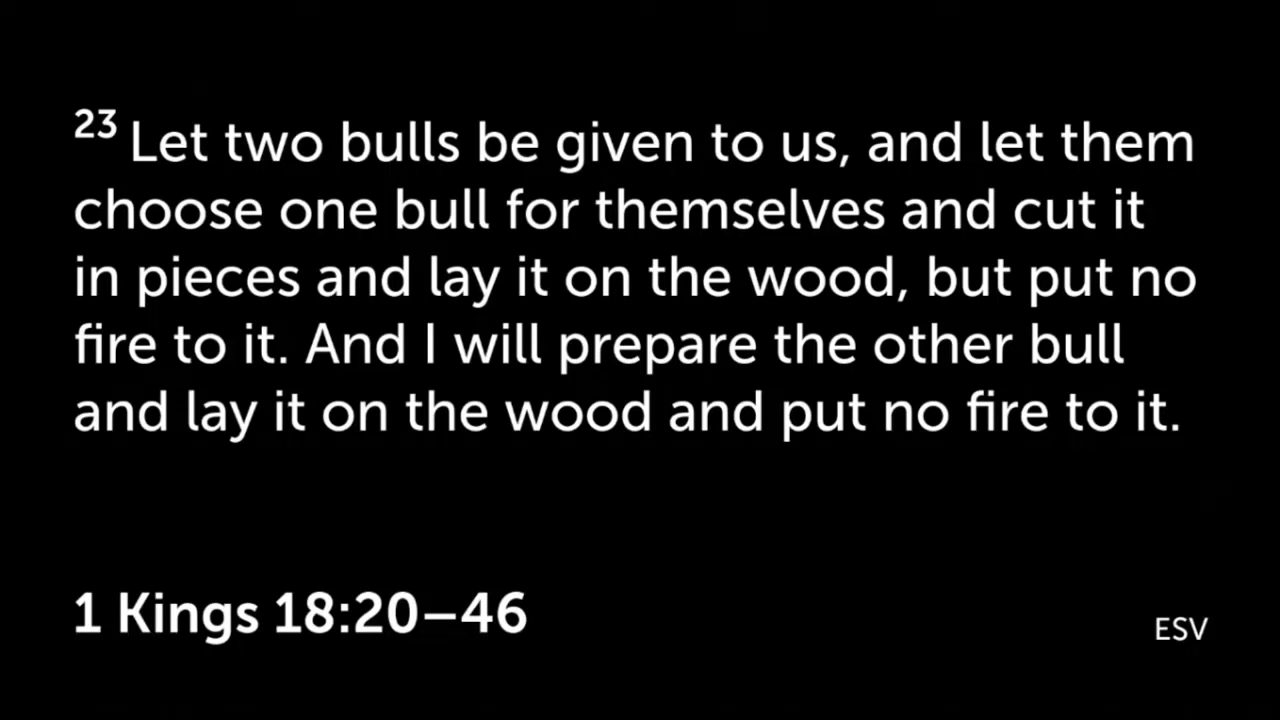 23 Let two bulls be given to us, and let them
choose one bull for themselves and cut it
in pieces and lay it on the wood, but put no
fire to it. And I will prepare the other bull
and lay it on the wood and put no fire to it.
1 Kings 18:20–46
ESV